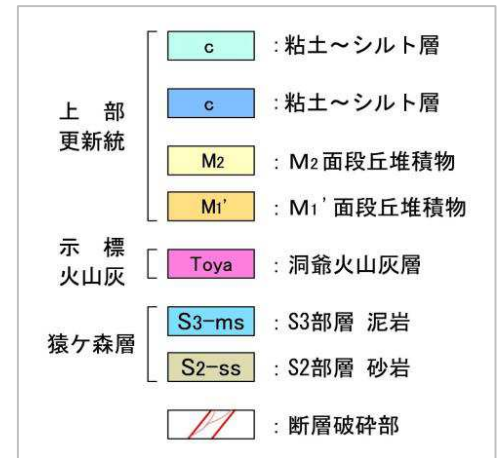 上部更新統
c : 粘土～シルト層
c : 粘土～シルト層
M2 : M2面段丘堆積物
M1' : M1'面段丘堆積物
示標火山灰
Toya : 洞爺火山灰層
猿ケ森層
S3-ms : S3部層 泥岩
S2-ss : S2部層 砂岩
: 断層破砕部